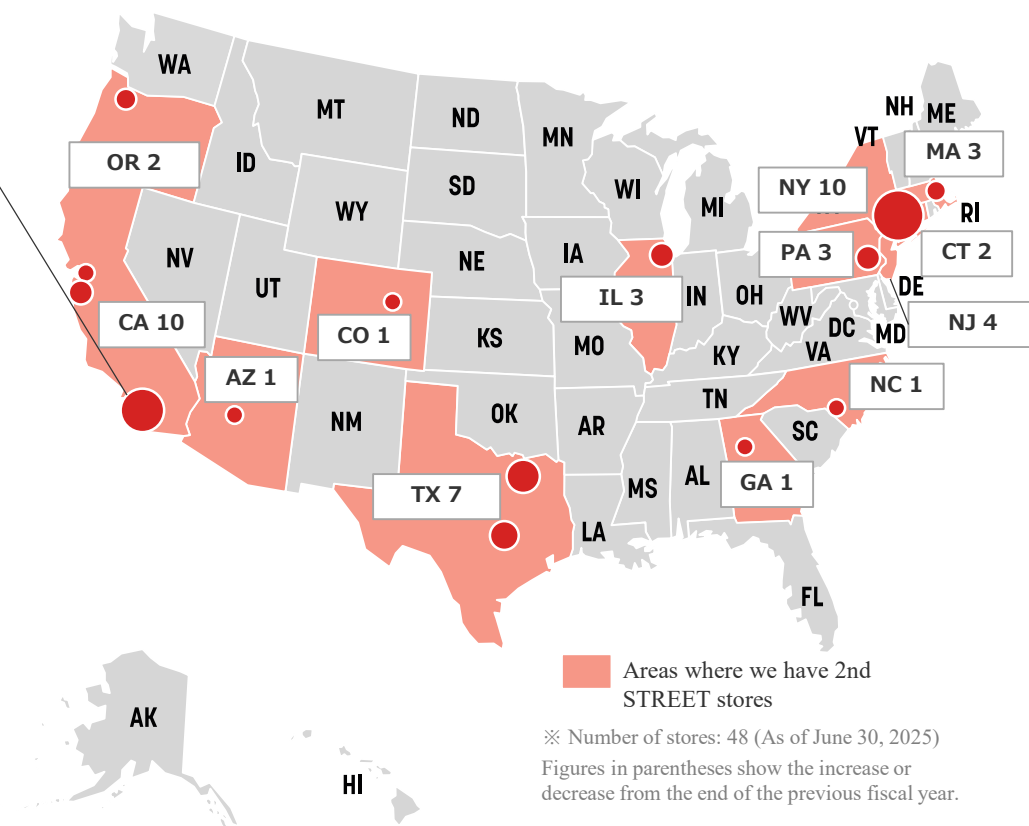 WA
MT
ND
MN
NH
ME
VT
MA 3
OR 2
ID
SD
WI
MI
NY 10
RI
WY
CT 2
NV
NE
IA
PA 3
UT
IL 3
IN
OH
DE
CA 10
CO 1
KS
MO
WV
DC
MD
NJ 4
KY
VA
AZ 1
NC 1
NM
OK
AR
TN
SC
TX 7
MS
AL
GA 1
LA
FL
AK
HI
Areas where we have 2nd
STREET stores
※ Number of stores: 48 (As of June 30, 2025)
Figures in parentheses show the increase or
decrease from the end of the previous fiscal year.